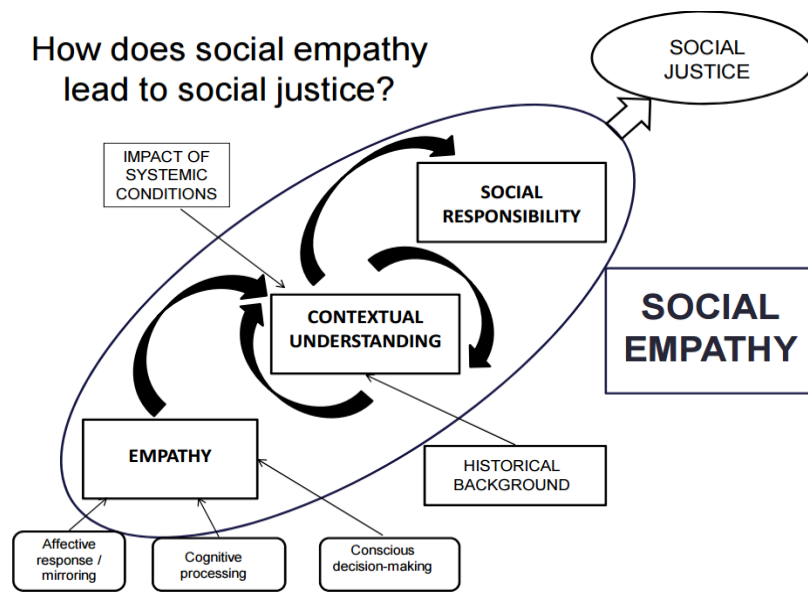 How does social empathy
lead to social justice?
SOCIAL
JUSTICE
IMPACT OF
SYSTEMIC
CONDITIONS
SOCIAL
RESPONSIBILITY
CONTEXTUAL
UNDERSTANDING
SOCIAL
EMPATHY
EMPATHY
HISTORICAL
BACKGROUND
Affective
response /
mirroring
Cognitive
processing
Conscious
decision-making